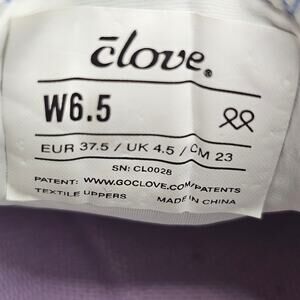 clove®
W6.5
EUR 37.5 / UK 4.5 / CM 23
SN: CL0028
PATENT: WWW.GOCLOVE.COM/PATENTS
TEXTILE UPPERS MADE IN CHINA